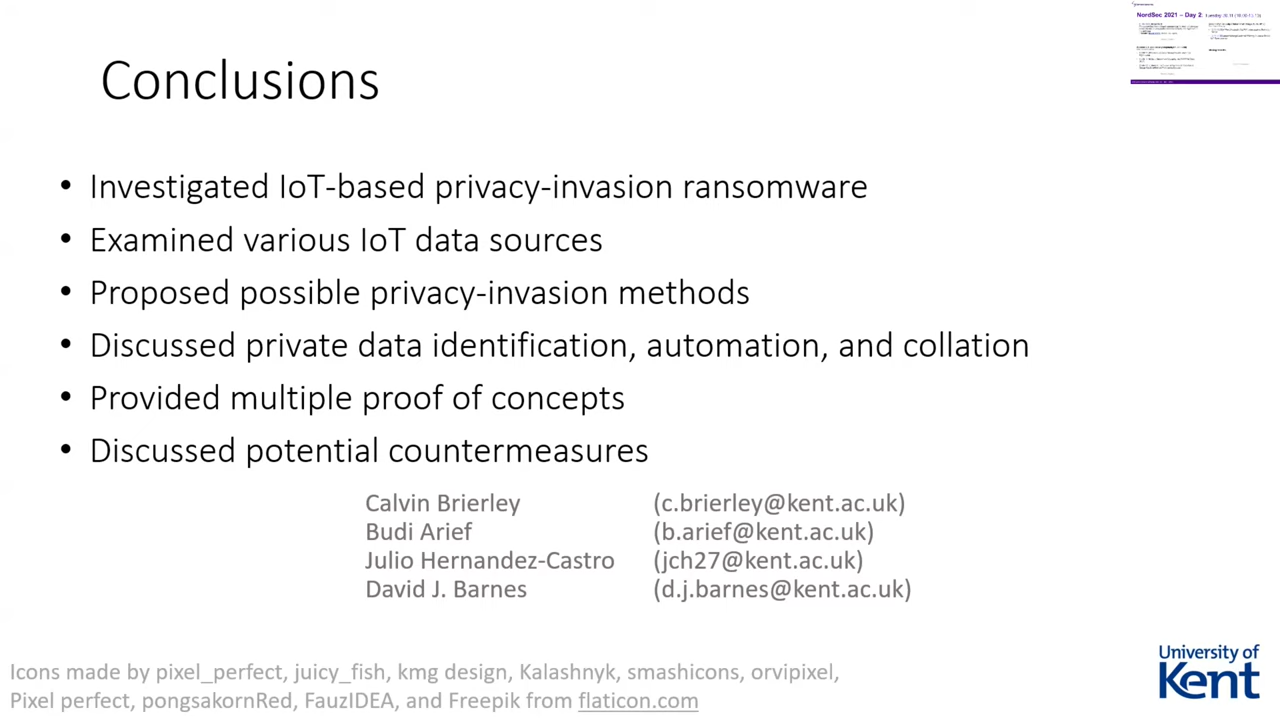 NordSec 2021 – Day 2:
Conclusions
• Investigated IoT-based privacy-invasion ransomware
• Examined various IoT data sources
• Proposed possible privacy-invasion methods
• Discussed private data identification, automation, and collation
• Provided multiple proof of concepts
• Discussed potential countermeasures
Calvin Brierley (c.brierley@kent.ac.uk)
Budi Arief (b.arief@kent.ac.uk)
Julio Hernandez-Castro (jch27@kent.ac.uk)
David J. Barnes (d.j.barnes@kent.ac.uk)
Icons made by pixel_perfect, juicy_fish, kmg design, Kalashnyk, smashicons, orvipixel,
Pixel perfect, pongsakornRed, FauzIDEA, and Freepik from flaticon.com
University of
Kent